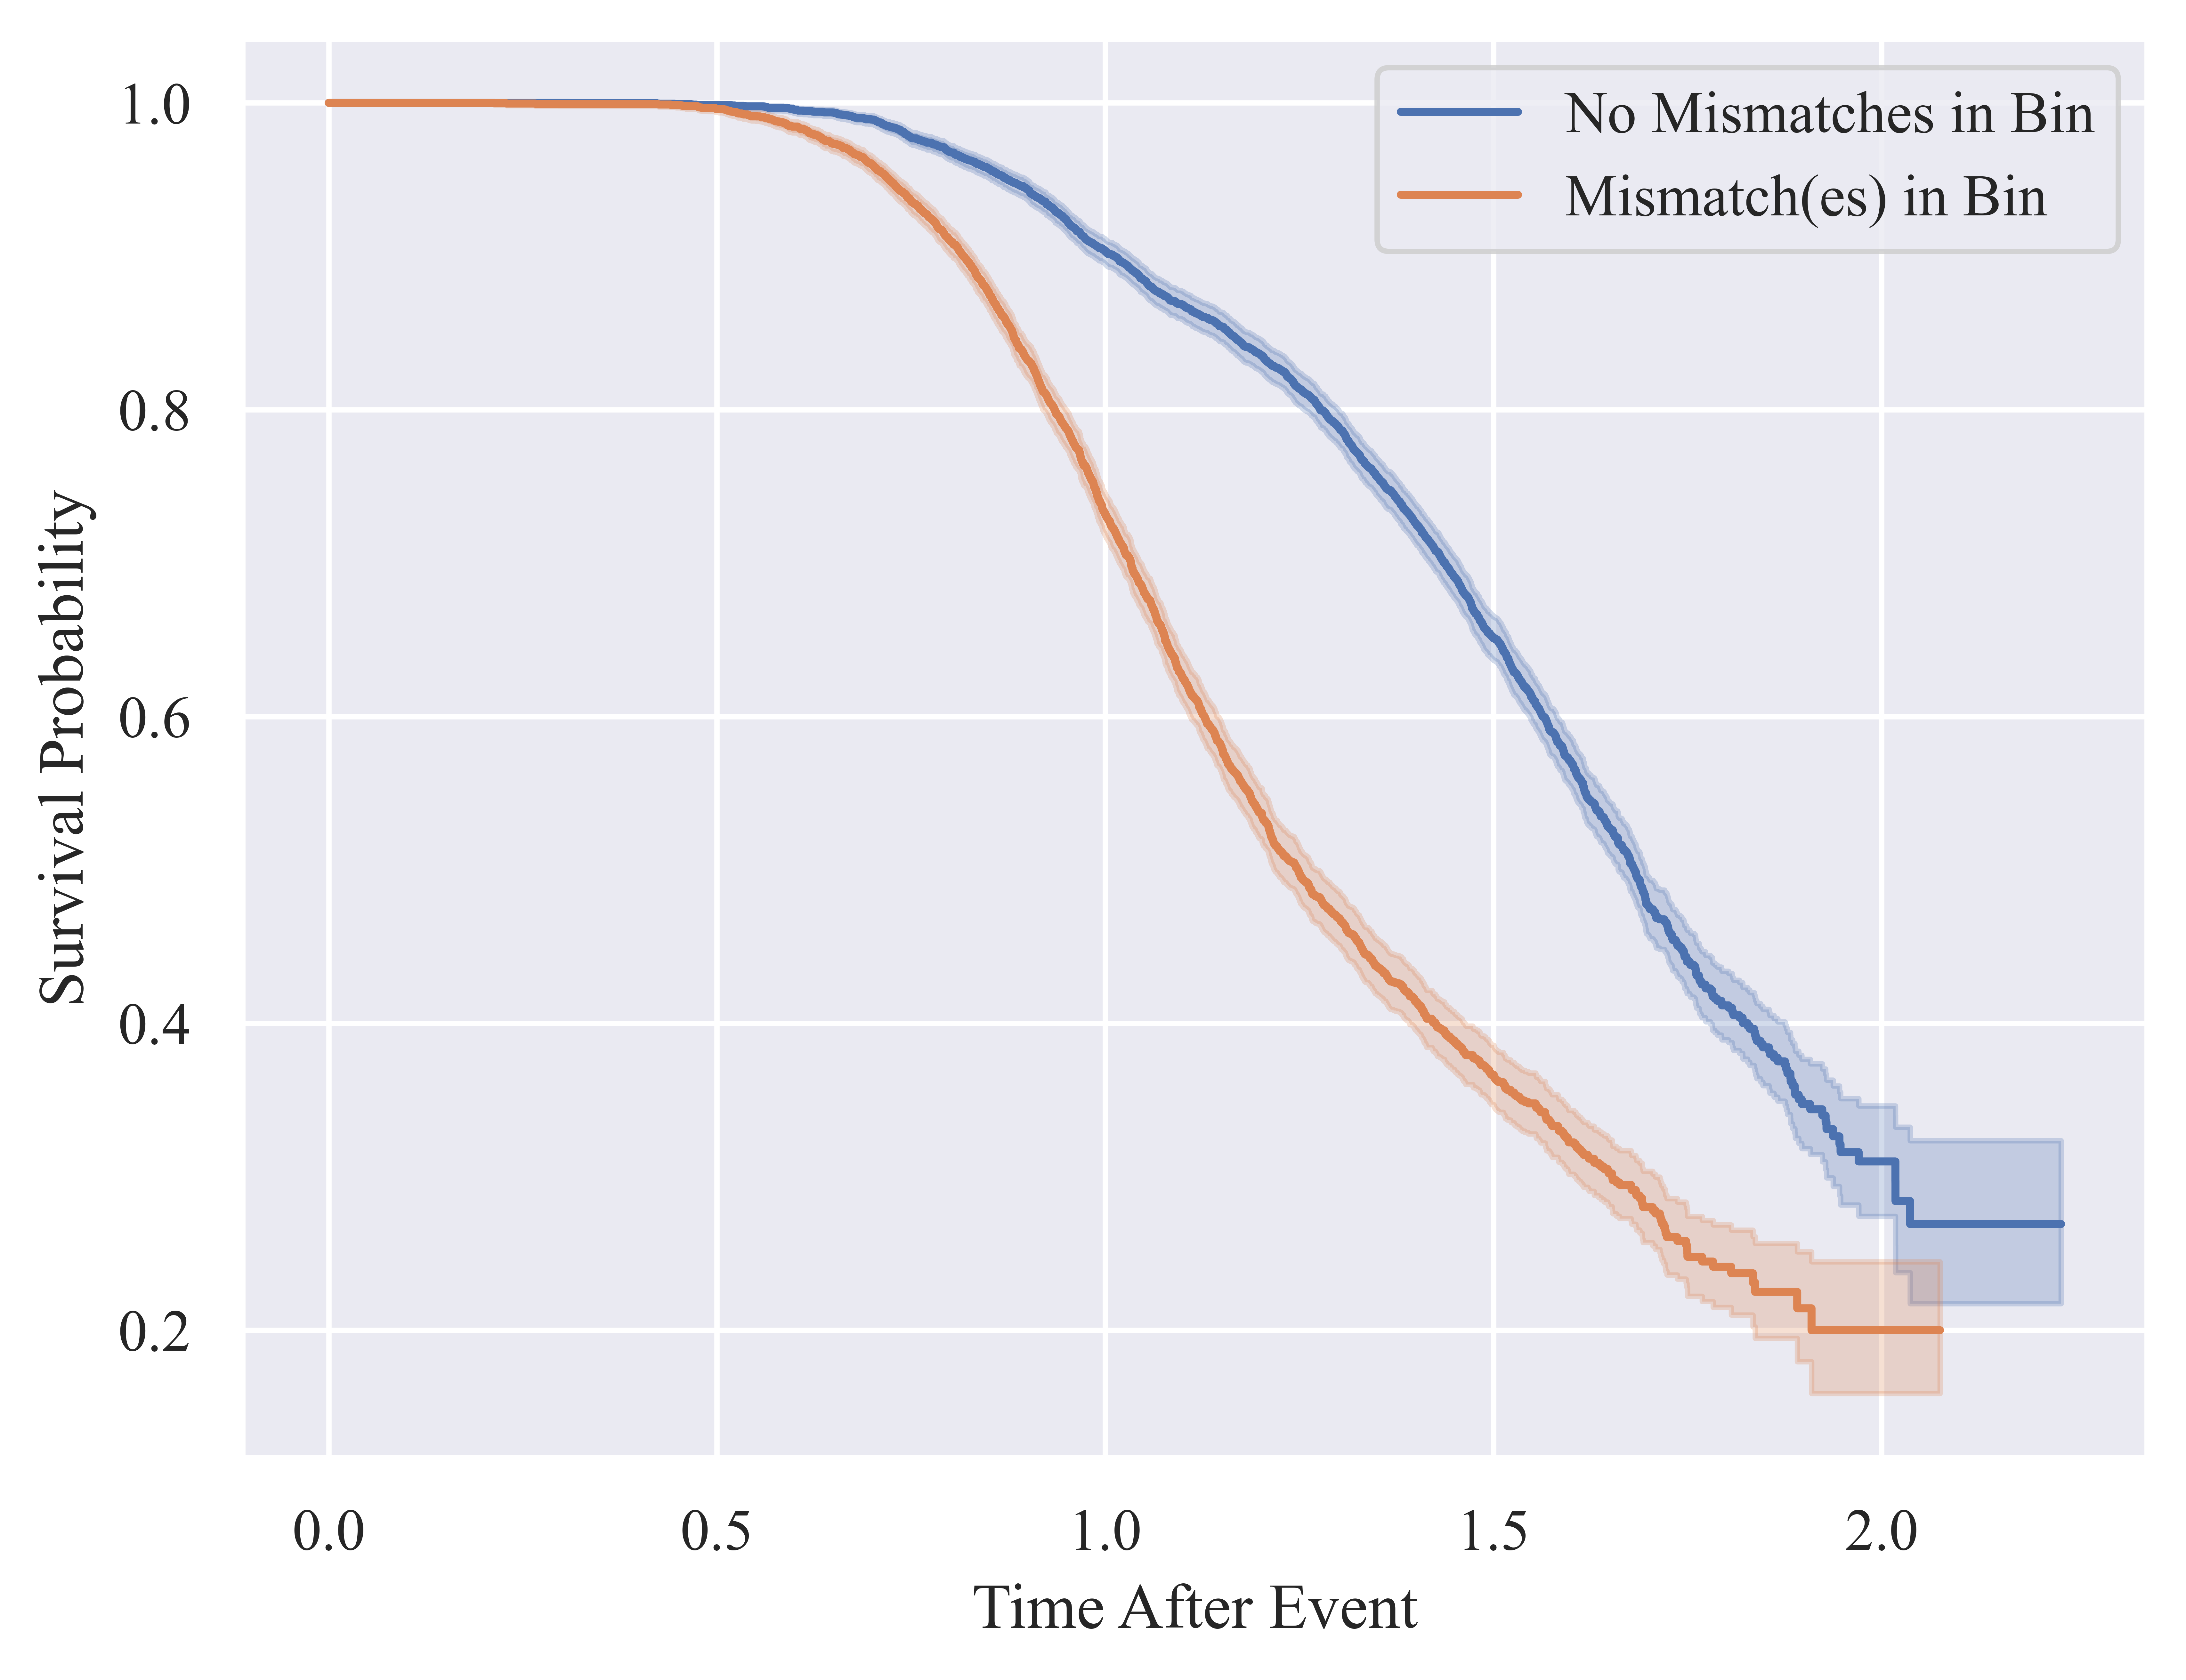 No Mismatches in Bin
Mismatch(es) in Bin
Survival Probability
1.0
0.8
0.6
0.4
0.2
0.0 0.5 1.0 1.5 2.0
Time After Event